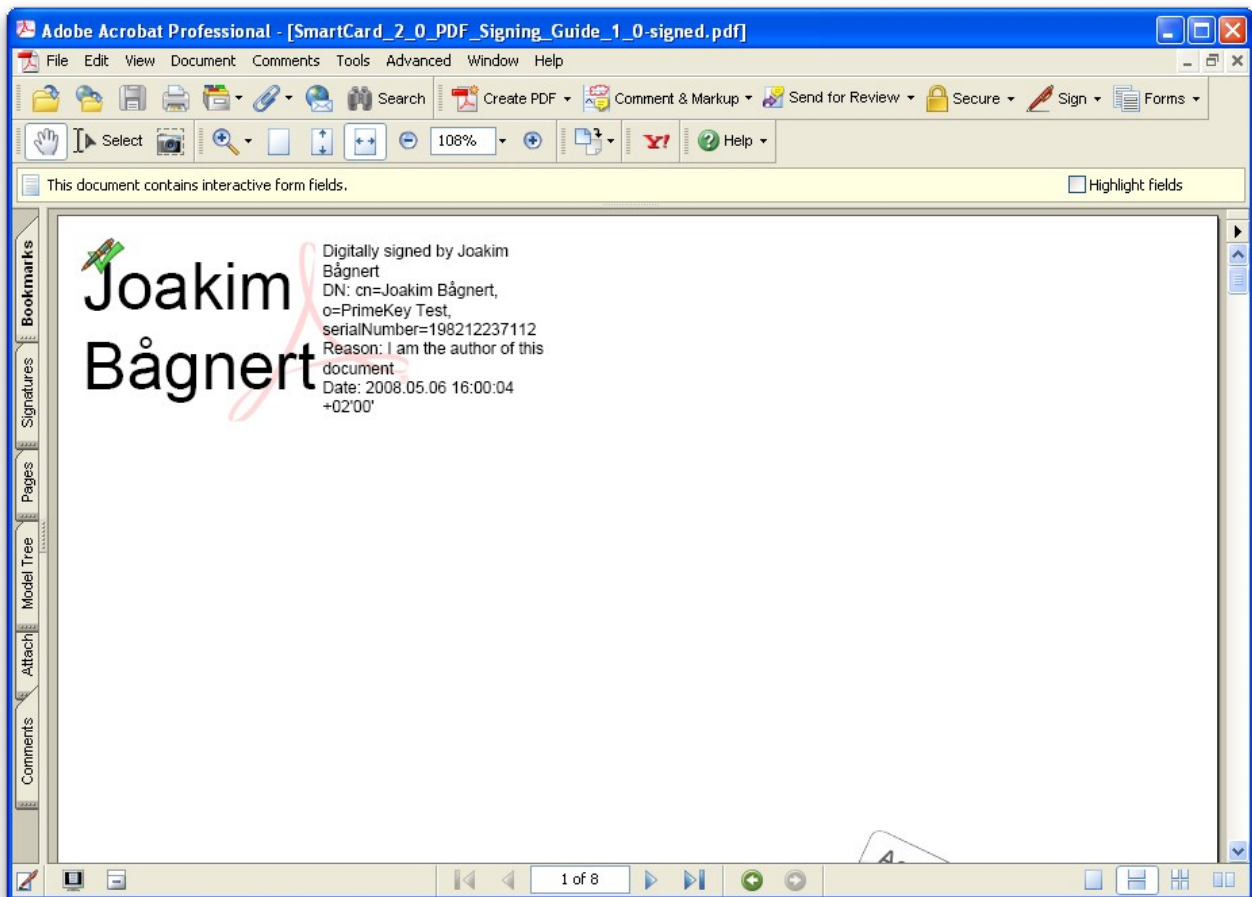 Adobe Acrobat Professional - [SmartCard_2_0_PDF_Signing_Guide_1_0-signed.pdf]
File Edit View Document Comments Tools Advanced Window Help
Search Create PDF Comment & Markup Send for Review Secure Sign Forms
Select 108% Y! Help
This document contains interactive form fields. Highlight fields
Bookmarks
Signatures
Pages
Model Tree
Attach
Comments
Joakim
Bågnert
Digitally signed by Joakim
Bågnert
DN: cn=Joakim Bågnert,
o=PrimeKey Test,
serialNumber=198212237112
Reason: I am the author of this
document
Date: 2008.05.06 16:00:04
+02'00'
1 of 8